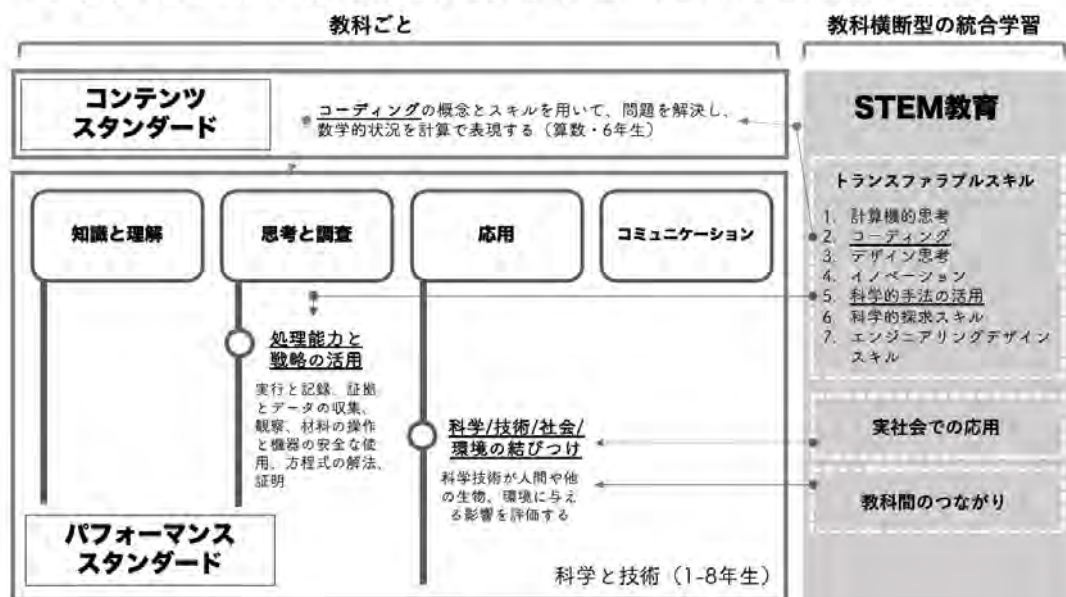 教科ごと
教科横断型の統合学習
コンテンツ
スタンダード
コーディングの概念とスキルを用いて、問題を解決し、
数学的状況を計算で表現する（算数・6年生）
知識と理解
思考と調査
応用
コミュニケーション
処理能力と
戦略の活用
実行と記録、証拠
とデータの収集、
観察、材料の操作
と機器の安全な使
用、方程式の解法、
証明
科学/技術/社会/
環境の結びつけ
科学技術が人間や他
の生物、環境に与え
る影響を評価する
パフォーマンス
スタンダード
科学と技術（1-8年生）
STEM教育
トランスファラブルスキル
1. 計算機的思考
2. コーディング
3. デザイン思考
4. イノベーション
5. 科学的手法の活用
6. 科学的探求スキル
7. エンジニアリングデザイン
スキル
実社会での応用
教科間のつながり